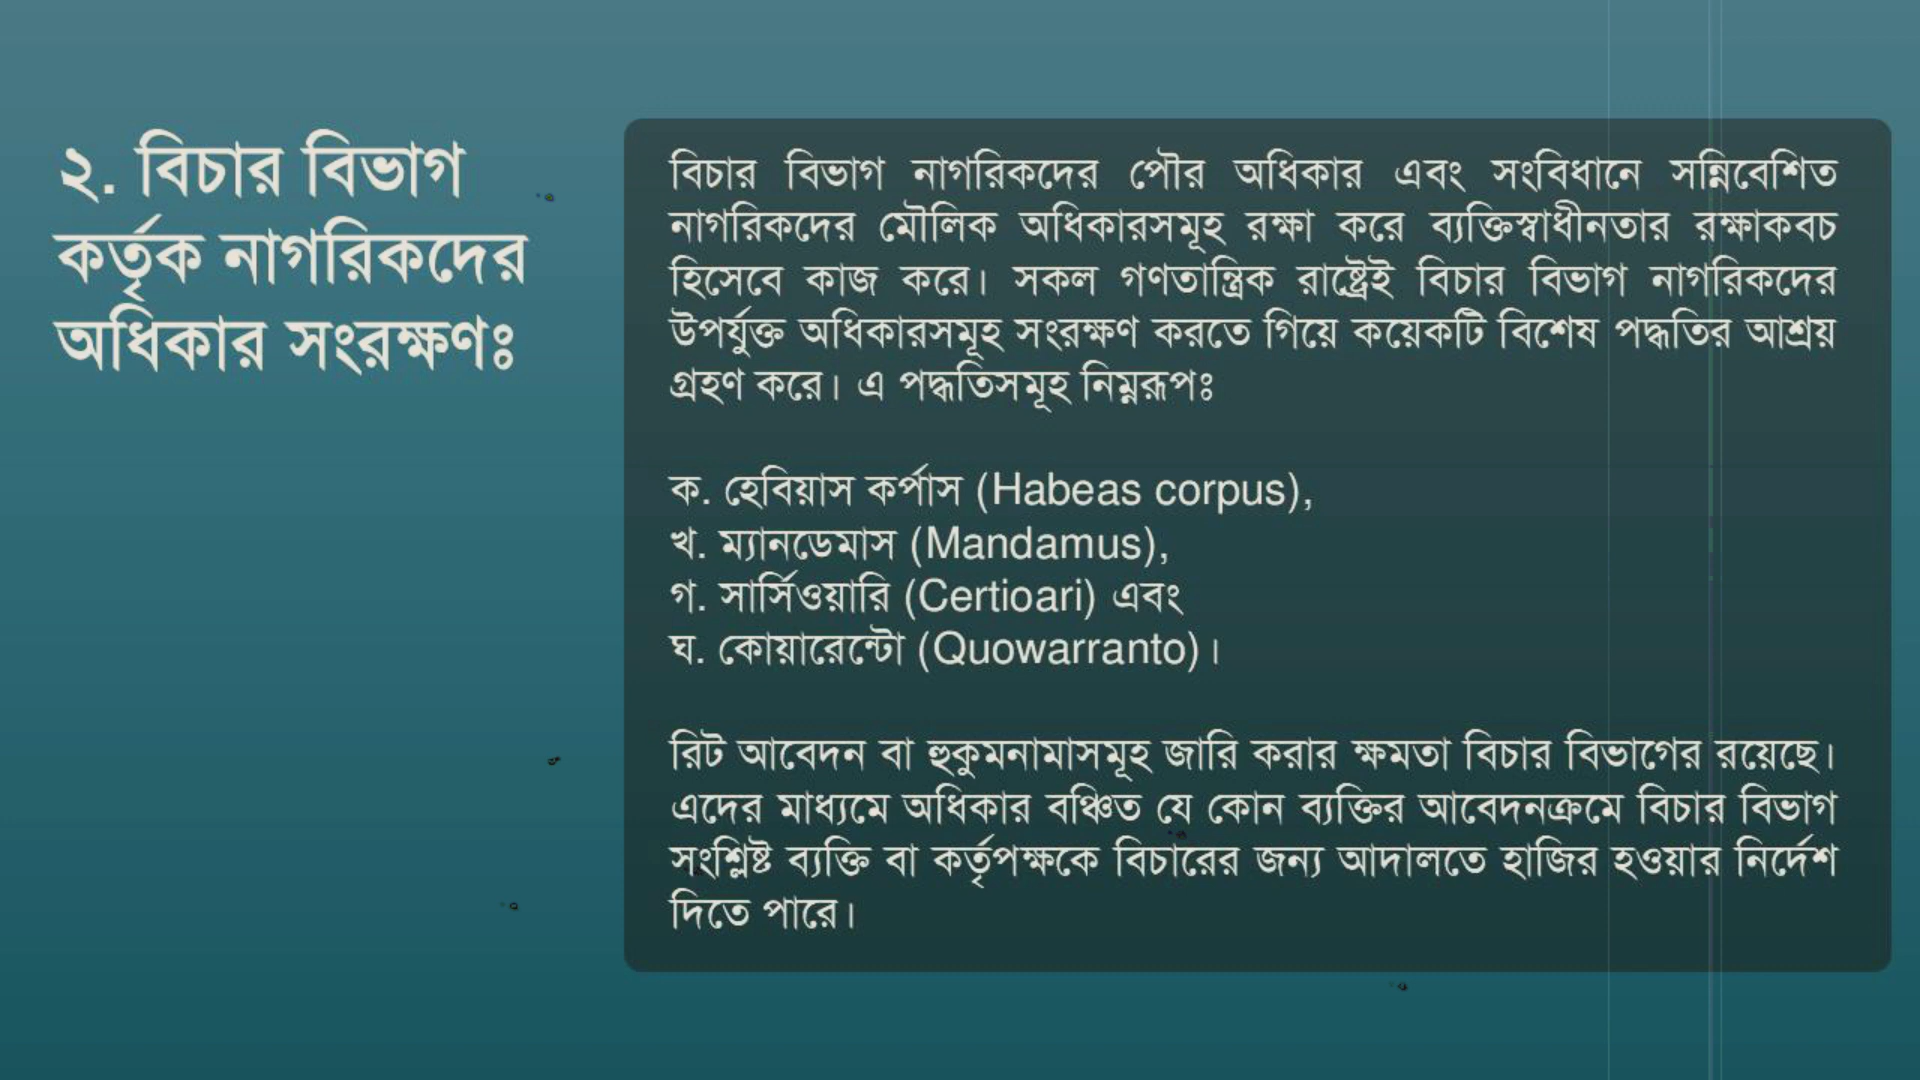 ২. বিচার বিভাগ
কর্তৃক নাগরিকদের
অধিকার সংরক্ষণঃ
বিচার বিভাগ নাগরিকদের পৌর অধিকার এবং সংবিধানে সন্নিবেশিত
নাগরিকদের মৌলিক অধিকারসমূহ রক্ষা করে ব্যক্তিস্বাধীনতার রক্ষাকবচ
হিসেবে কাজ করে। সকল গণতান্ত্রিক রাষ্ট্রেই বিচার বিভাগ নাগরিকদের
উপর্যুক্ত অধিকারসমূহ সংরক্ষণ করতে গিয়ে কয়েকটি বিশেষ পদ্ধতির আশ্রয়
গ্রহণ করে। এ পদ্ধতিসমূহ নিম্নরূপঃ
ক. হেবিয়াস কর্পাস (Habeas corpus),
খ. ম্যানডেমাস (Mandamus),
গ. সার্সিওয়ারি (Certioari) এবং
ঘ. কোয়ারেন্টো (Quowarranto)।
রিট আবেদন বা হুকুমনামাসমূহ জারি করার ক্ষমতা বিচার বিভাগের রয়েছে।
এদের মাধ্যমে অধিকার বঞ্চিত যে কোন ব্যক্তির আবেদনক্রমে বিচার বিভাগ
সংশ্লিষ্ট ব্যক্তি বা কর্তৃপক্ষকে বিচারের জন্য আদালতে হাজির হওয়ার নির্দেশ
দিতে পারে।